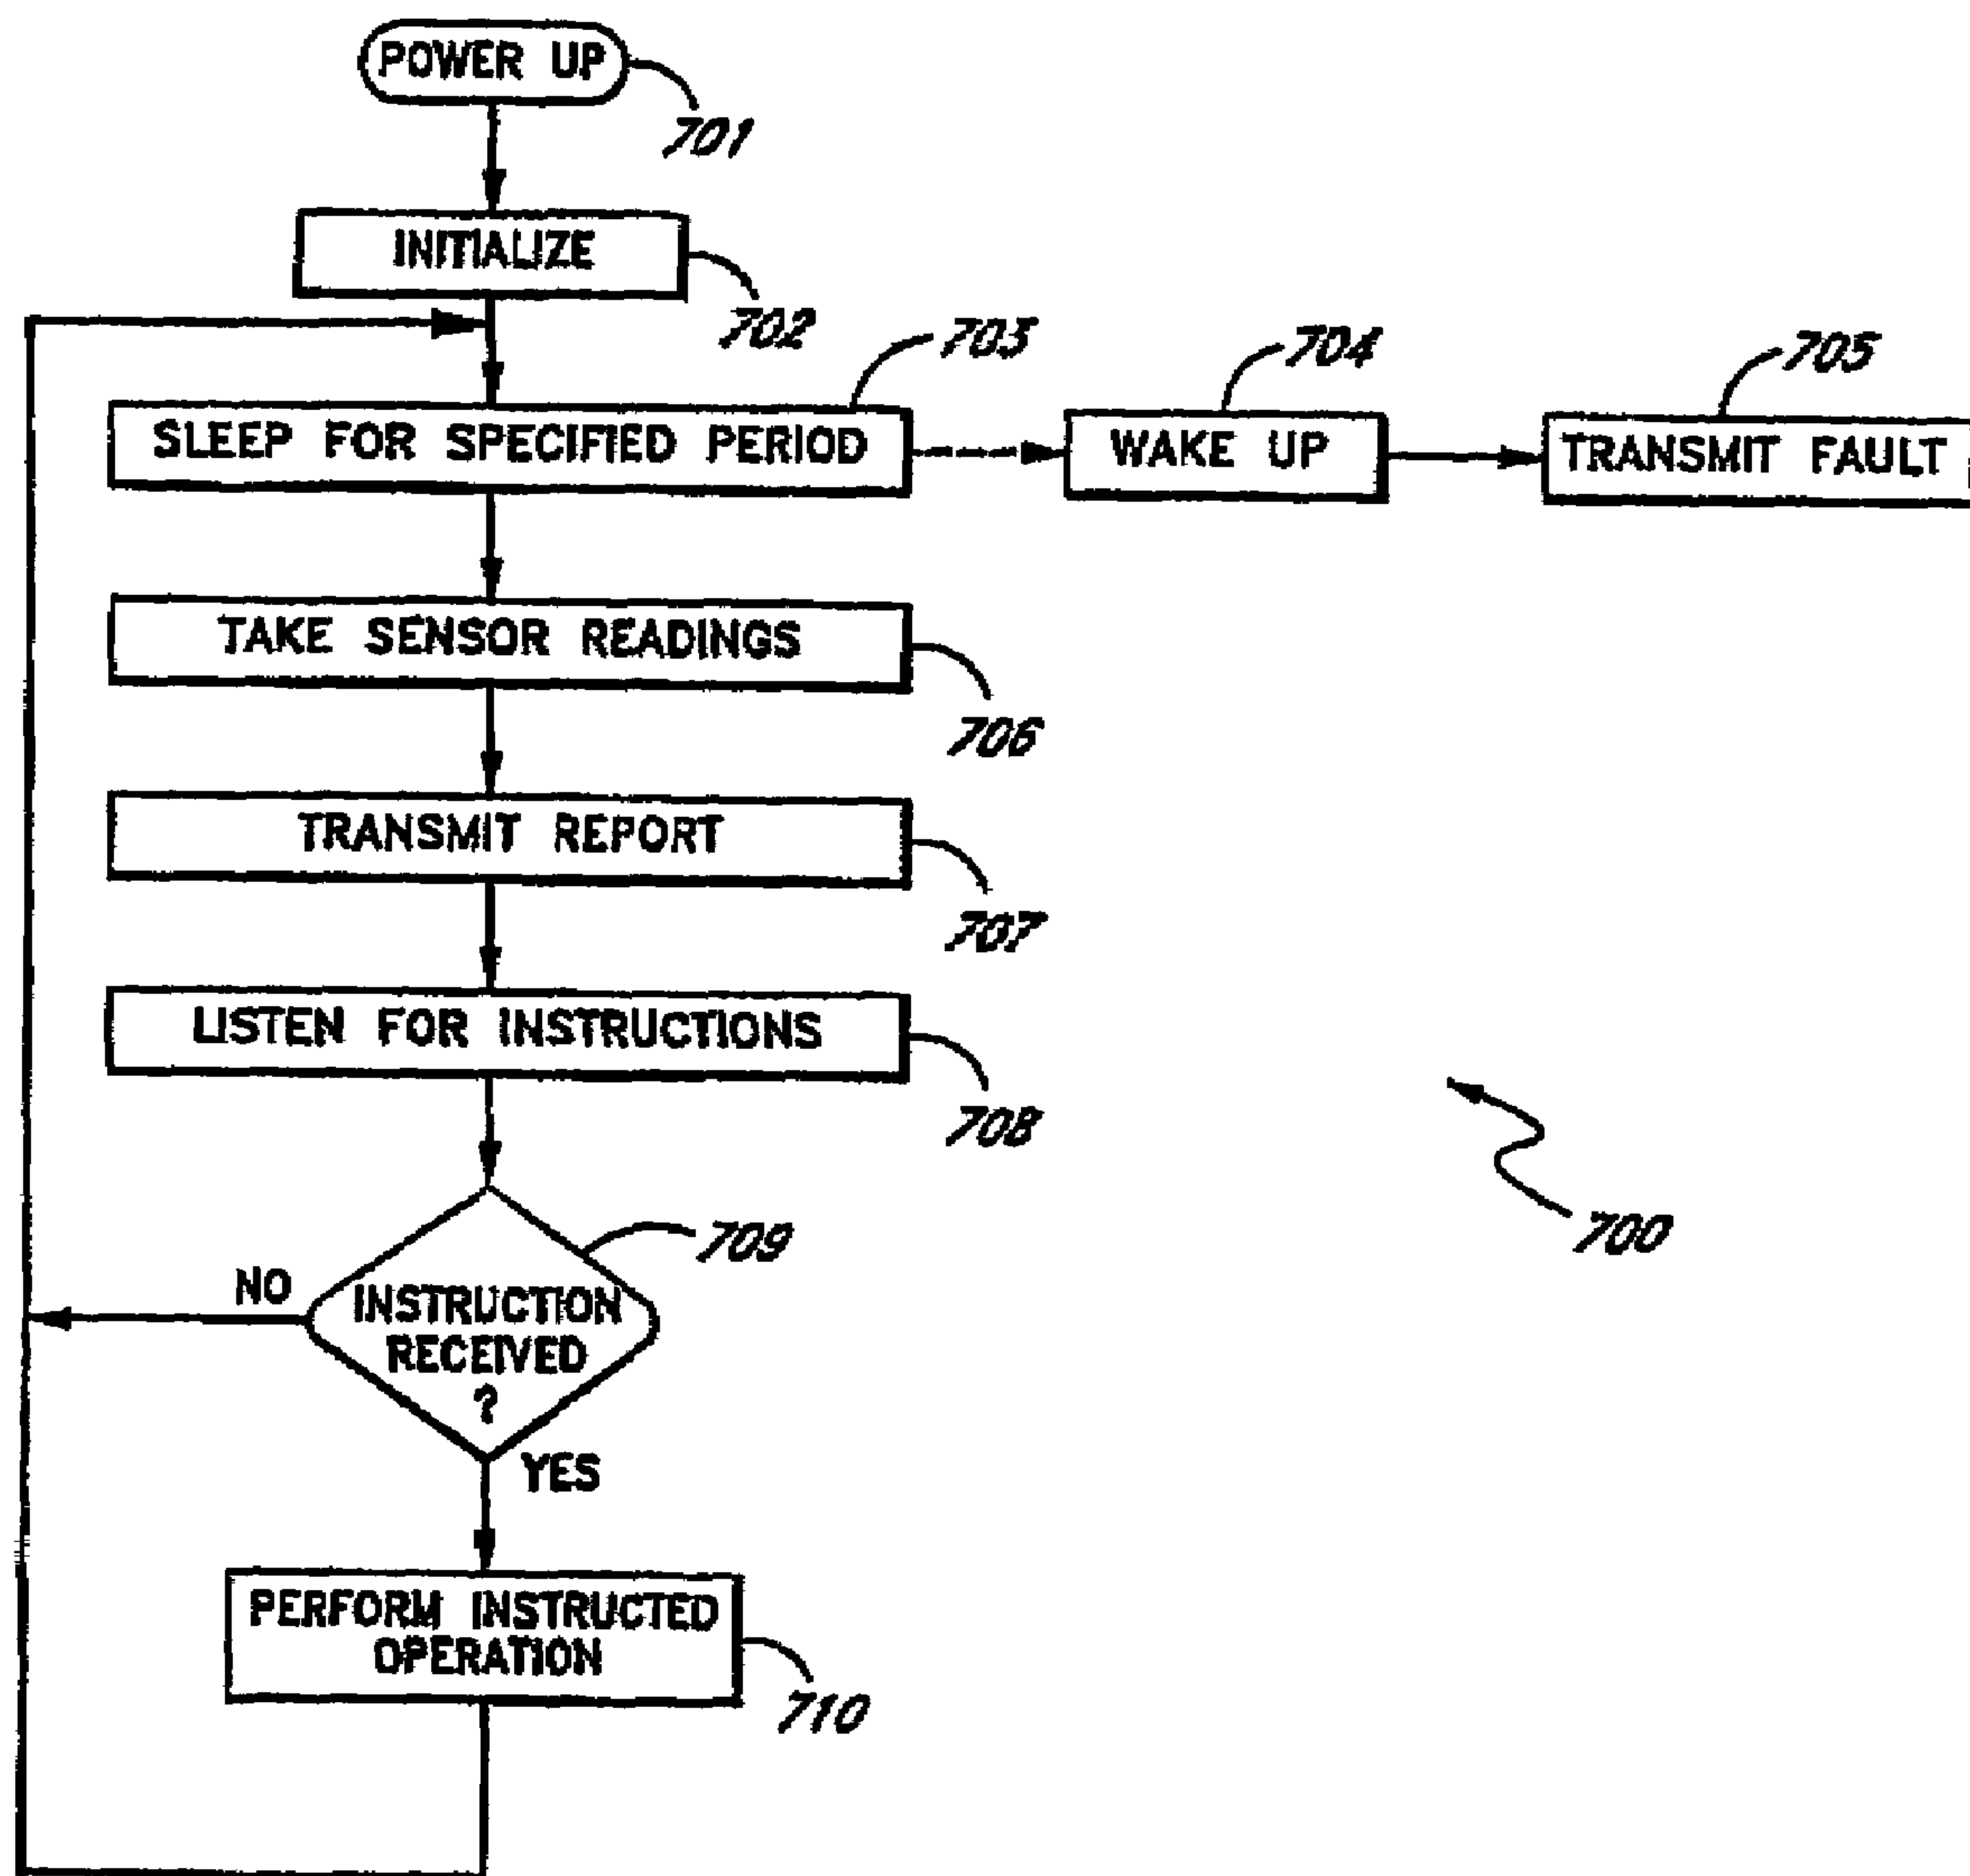 POWER UP
701
INITIALIZE
702
703
704
705
SLEEP FOR SPECIFIED PERIOD
WAKE UP
TRANSMIT FAULT
TAKE SENSOR READINGS
706
TRANSMIT REPORT
707
LISTEN FOR INSTRUCTIONS
708
709
700
NO
INSTRUCTION
RECEIVED
?
YES
PERFORM INSTRUCTED
OPERATION
710